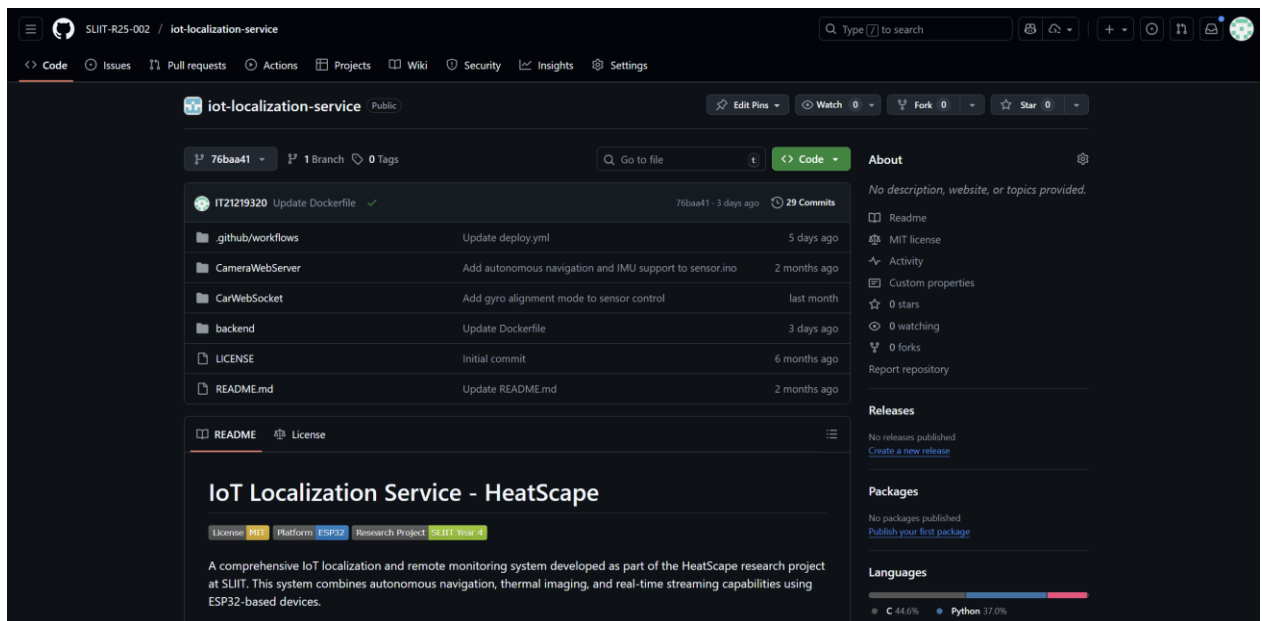 SLIIT-R25-002 / iot-localization-service
Type / to search
Code Issues Pull requests Actions Projects Wiki Security Insights Settings
iot-localization-service Public
Edit Pins Watch 0 Fork 0 Star 0
76baa41 1 Branch 0 Tags
Go to file t
Code
IT21219320 Update Dockerfile 76baa41 · 3 days ago 29 Commits
.github/workflows Update deploy.yml 5 days ago
CameraWebServer Add autonomous navigation and IMU support to sensor.ino 2 months ago
CarWebSocket Add gyro alignment mode to sensor control last month
backend Update Dockerfile 3 days ago
LICENSE Initial commit 6 months ago
README.md Update README.md 2 months ago
README License
IoT Localization Service - HeatScape
License MIT Platform ESP32 Research Project SLIIT Year 4
A comprehensive IoT localization and remote monitoring system developed as part of the HeatScape research project
at SLIIT. This system combines autonomous navigation, thermal imaging, and real-time streaming capabilities using
ESP32-based devices.
About
No description, website, or topics provided.
Readme
MIT license
Activity
Custom properties
0 stars
0 watching
0 forks
Report repository
Releases
No releases published
Create a new release
Packages
No packages published
Publish your first package
Languages
C 44.6% Python 37.0%